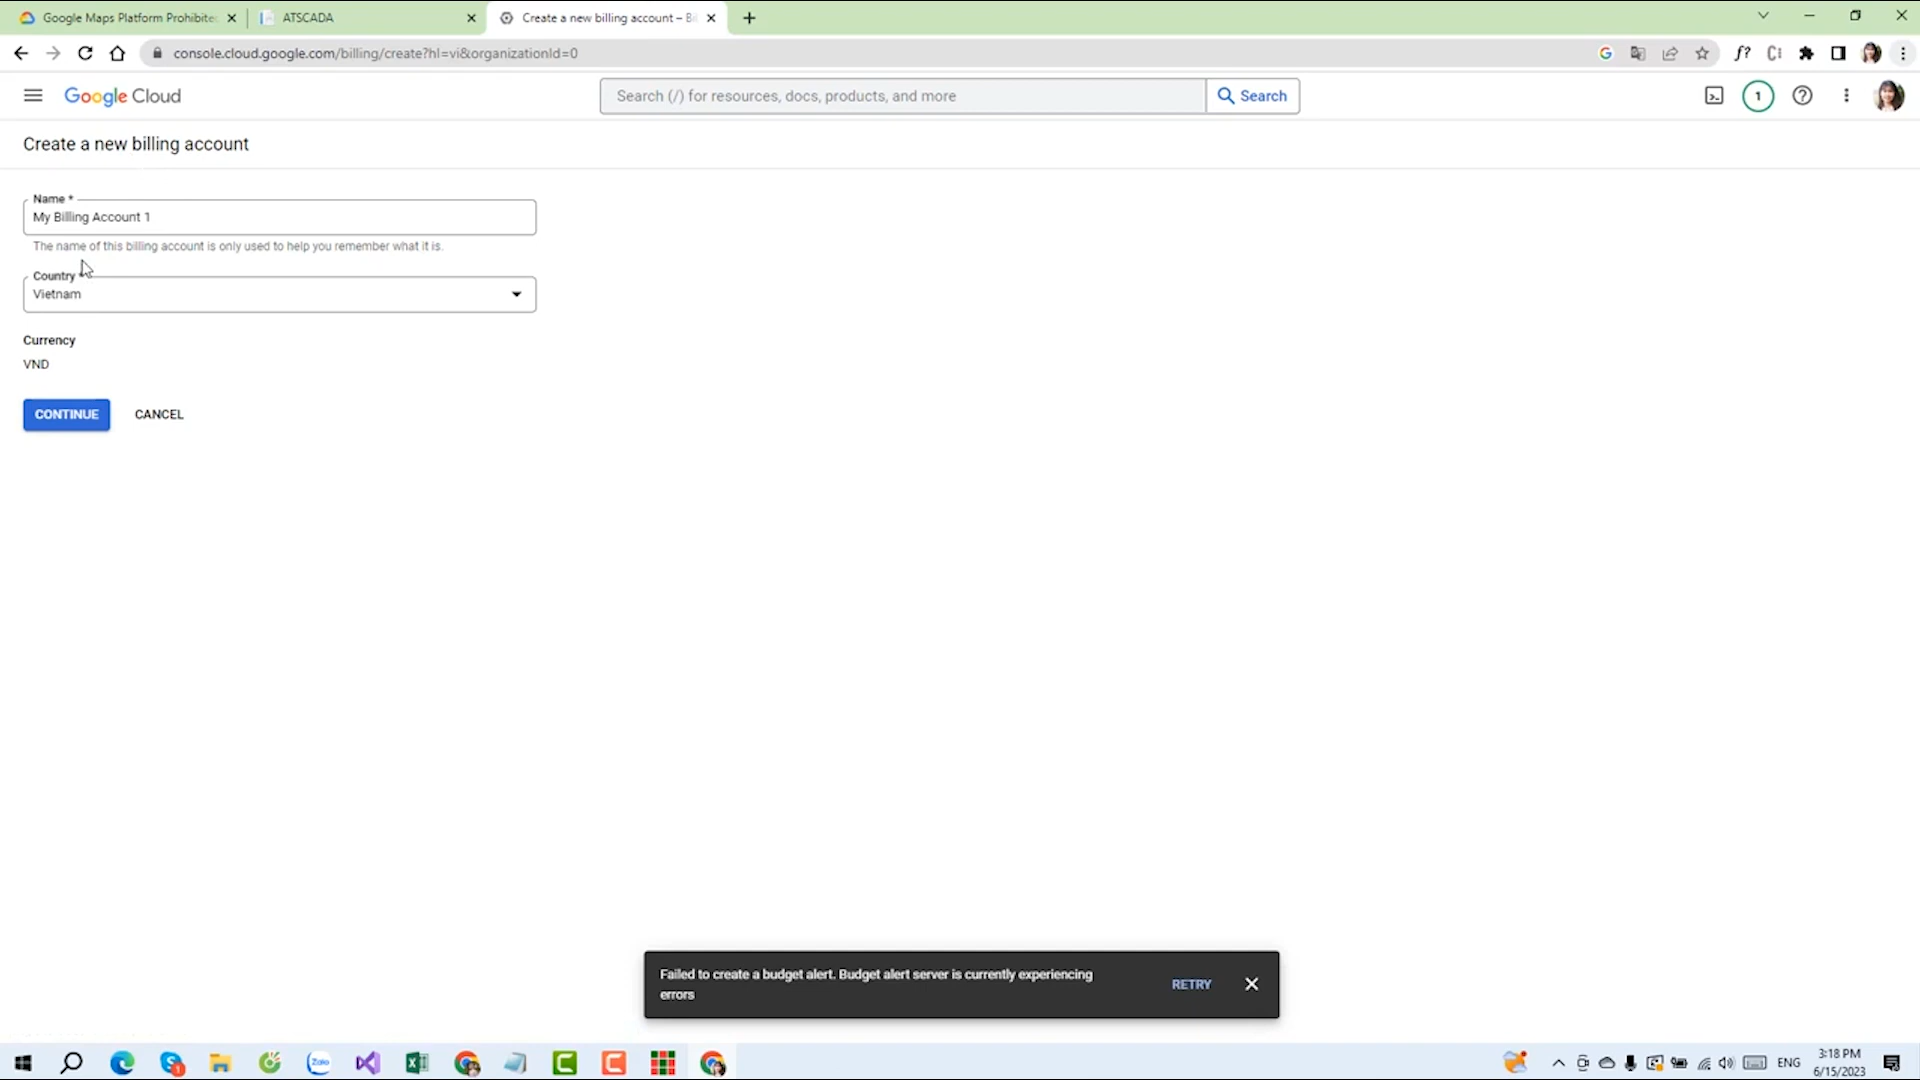 Google Maps Platform Prohibite
ATSCADA
Create a new billing account – Bi
console.cloud.google.com/billing/create?hl=vi&organizationId=0
Google Cloud
Search (/) for resources, docs, products, and more
Search
1
Create a new billing account
Name *
My Billing Account 1
The name of this billing account is only used to help you remember what it is.
Country *
Vietnam
Currency
VND
CONTINUE
CANCEL
Failed to create a budget alert. Budget alert server is currently experiencing
errors
RETRY
Zalo
ENG
3:18 PM
6/15/2023